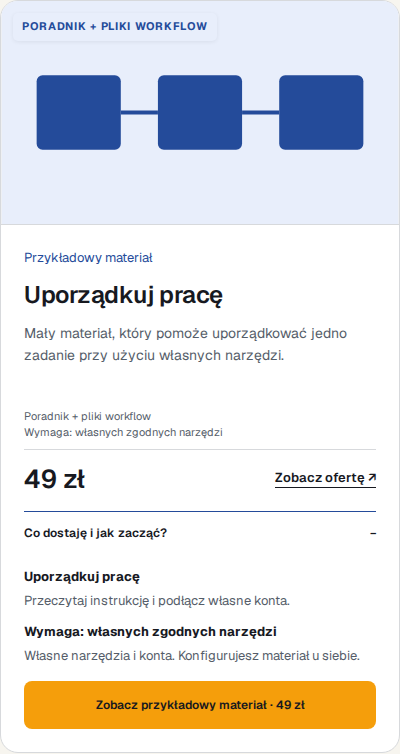 PORADNIK + PLIKI WORKFLOW
Przykładowy materiał
Uporządkuj pracę
Mały materiał, który pomoże uporządkować jedno
zadanie przy użyciu własnych narzędzi.
Poradnik + pliki workflow
Wymaga: własnych zgodnych narzędzi
49 zł
Zobacz ofertę ↗
Co dostaję i jak zacząć? –
Uporządkuj pracę
Przeczytaj instrukcję i podłącz własne konta.
Wymaga: własnych zgodnych narzędzi
Własne narzędzia i konta. Konfigurujesz materiał u siebie.
Zobacz przykładowy materiał · 49 zł